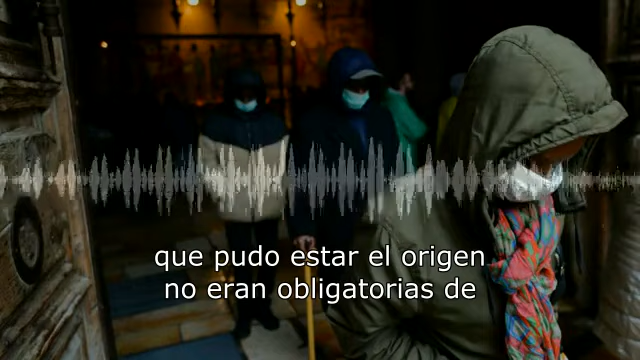 que pudo estar el origen
no eran obligatorias de